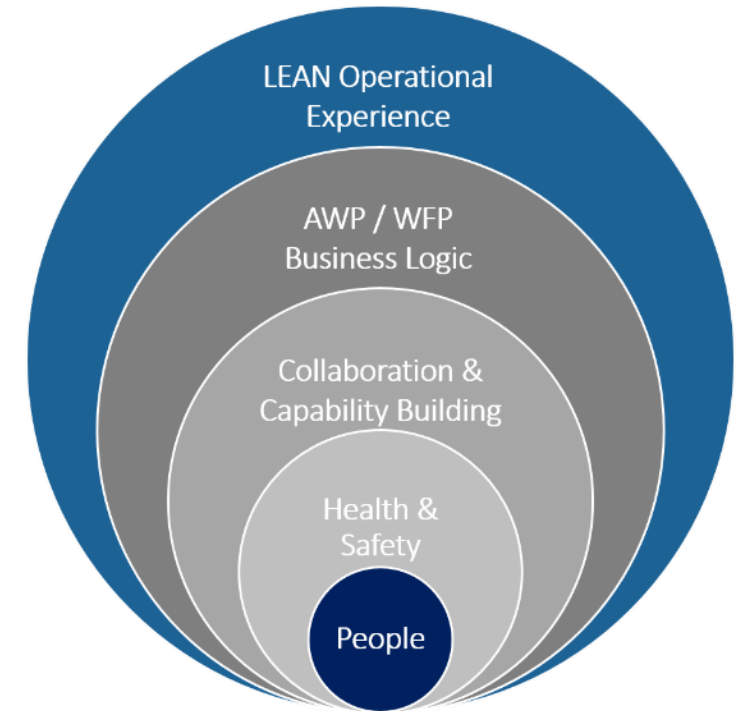 LEAN Operational
Experience
AWP / WFP
Business Logic
Collaboration &
Capability Building
Health &
Safety
People